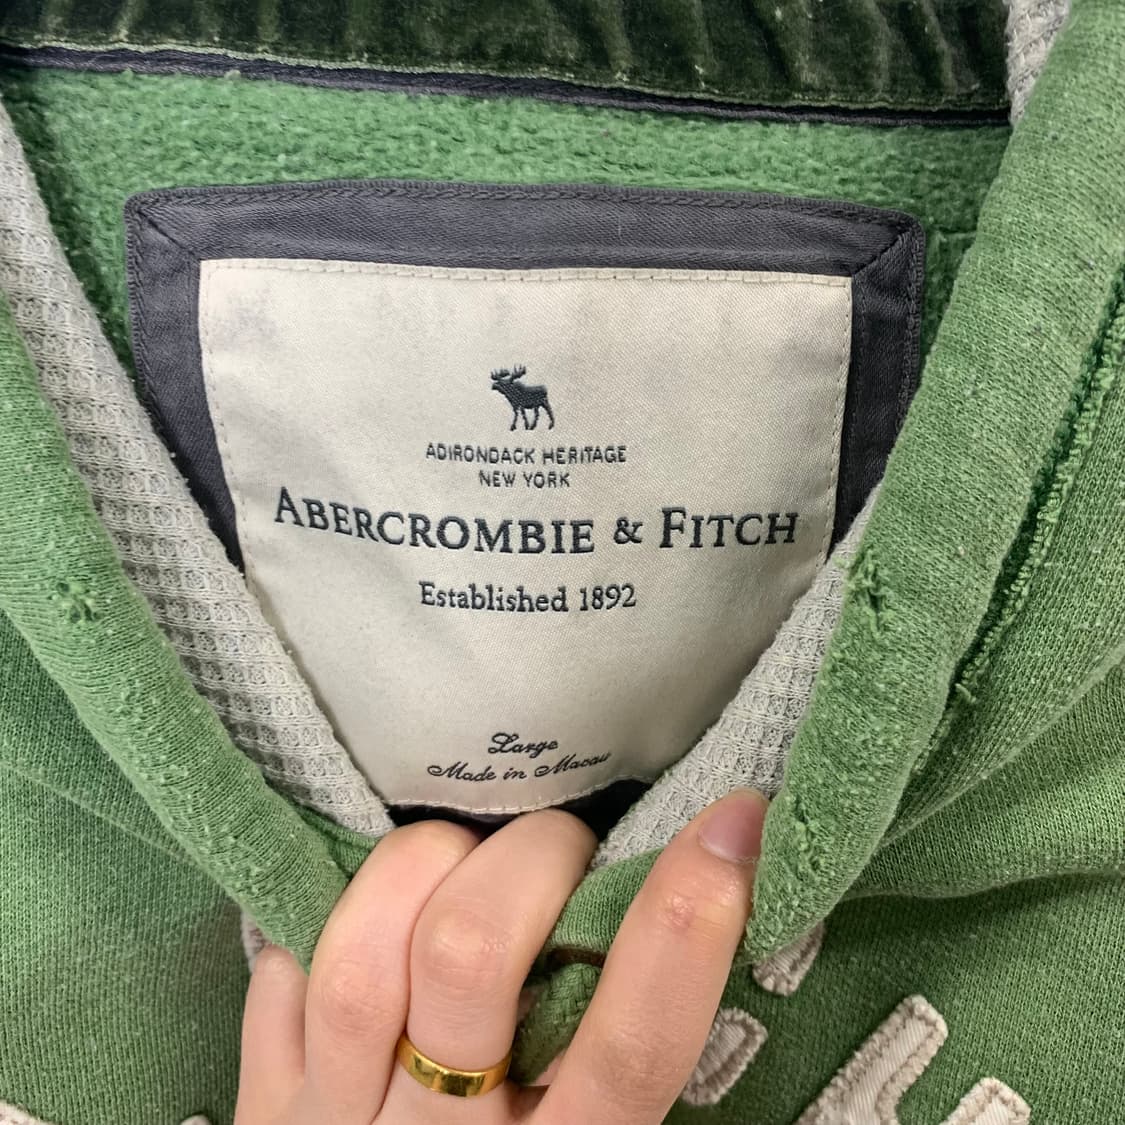 ADIRONDACK HERITAGE
NEW YORK
ABERCROMBIE & FITCH
Established 1892
Large
Made in Macau